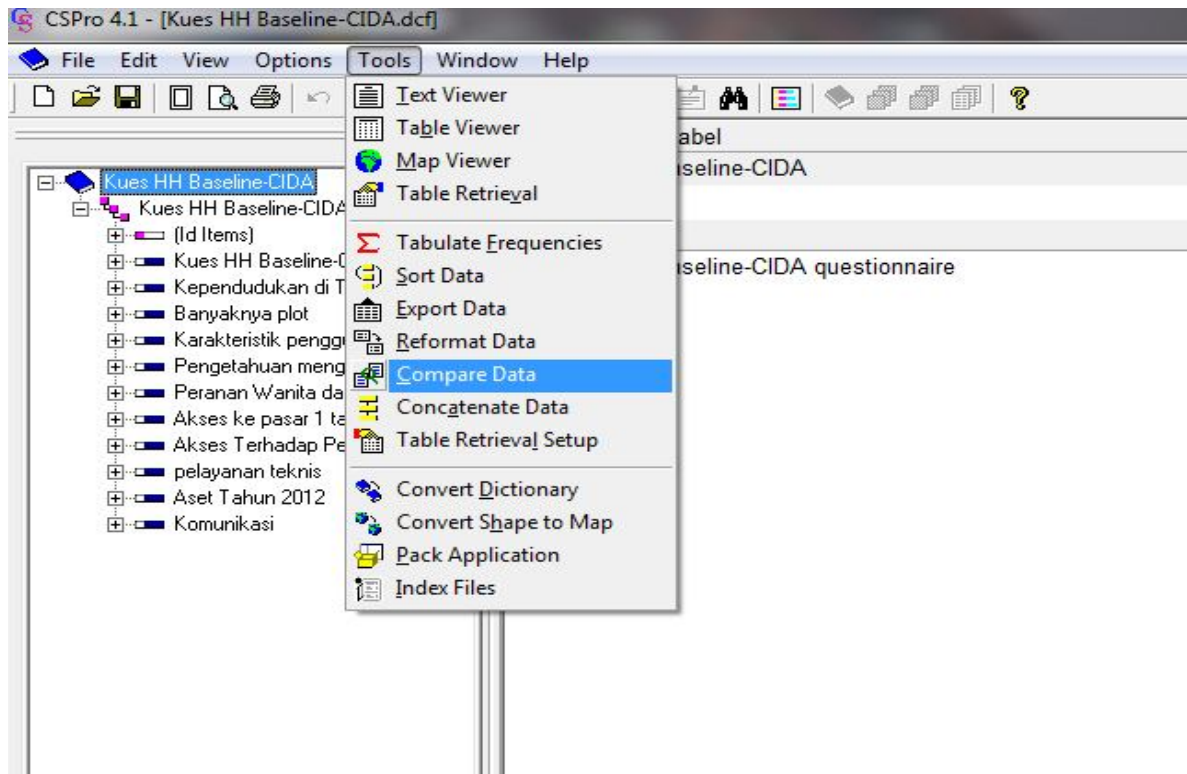 CSPro 4.1 - [Kues HH Baseline-CIDA.dcf]
File Edit View Options Tools Window Help
Text Viewer
Table Viewer
Map Viewer
Table Retrieval
Tabulate Frequencies
Sort Data
Export Data
Reformat Data
Compare Data
Concatenate Data
Table Retrieval Setup
Convert Dictionary
Convert Shape to Map
Pack Application
Index Files
Kues HH Baseline-CIDA
Kues HH Baseline-CIDA
(Id Items)
Kues HH Baseline-C
Kependudukan di T
Banyaknya plot
Karakteristik penggu
Pengetahuan meng
Peranan Wanita da
Akses ke pasar 1 ta
Akses Terhadap Pe
pelayanan teknis
Aset Tahun 2012
Komunikasi
abel
seline-CIDA
seline-CIDA questionnaire